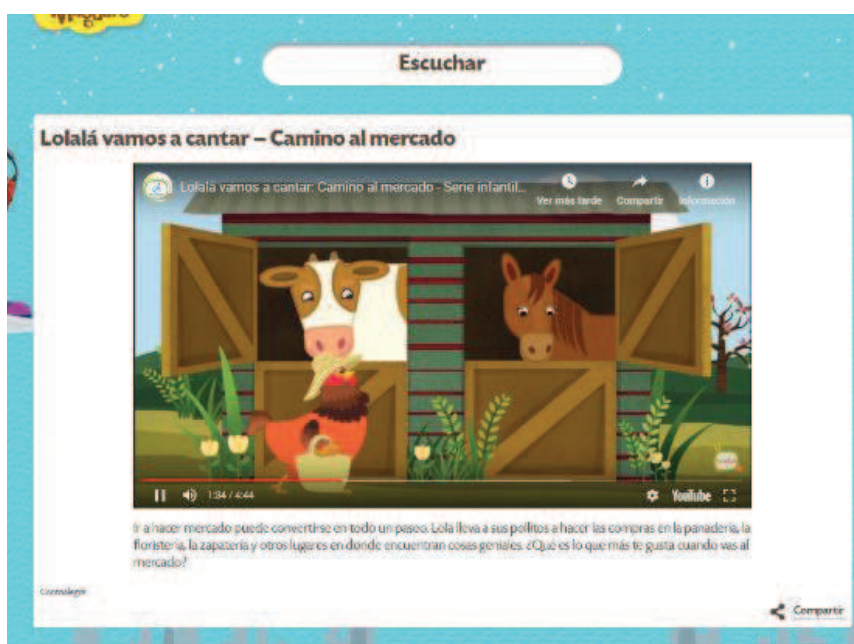 Maguaré
Escuchar
Lolalá vamos a cantar – Camino al mercado
Lolalá vamos a cantar: Camino al mercado - Serie infantil...
Ver más tarde
Compartir
Información
1:34 / 4:44
YouTube
Ir a hacer mercado puede convertirse en todo un paseo. Lola lleva a sus pollitos a hacer las compras en la panadería, la
floristería, la zapatería y otros lugares en donde encuentran cosas geniales. ¿Qué es lo que más te gusta cuando vas al
mercado?
Compartir